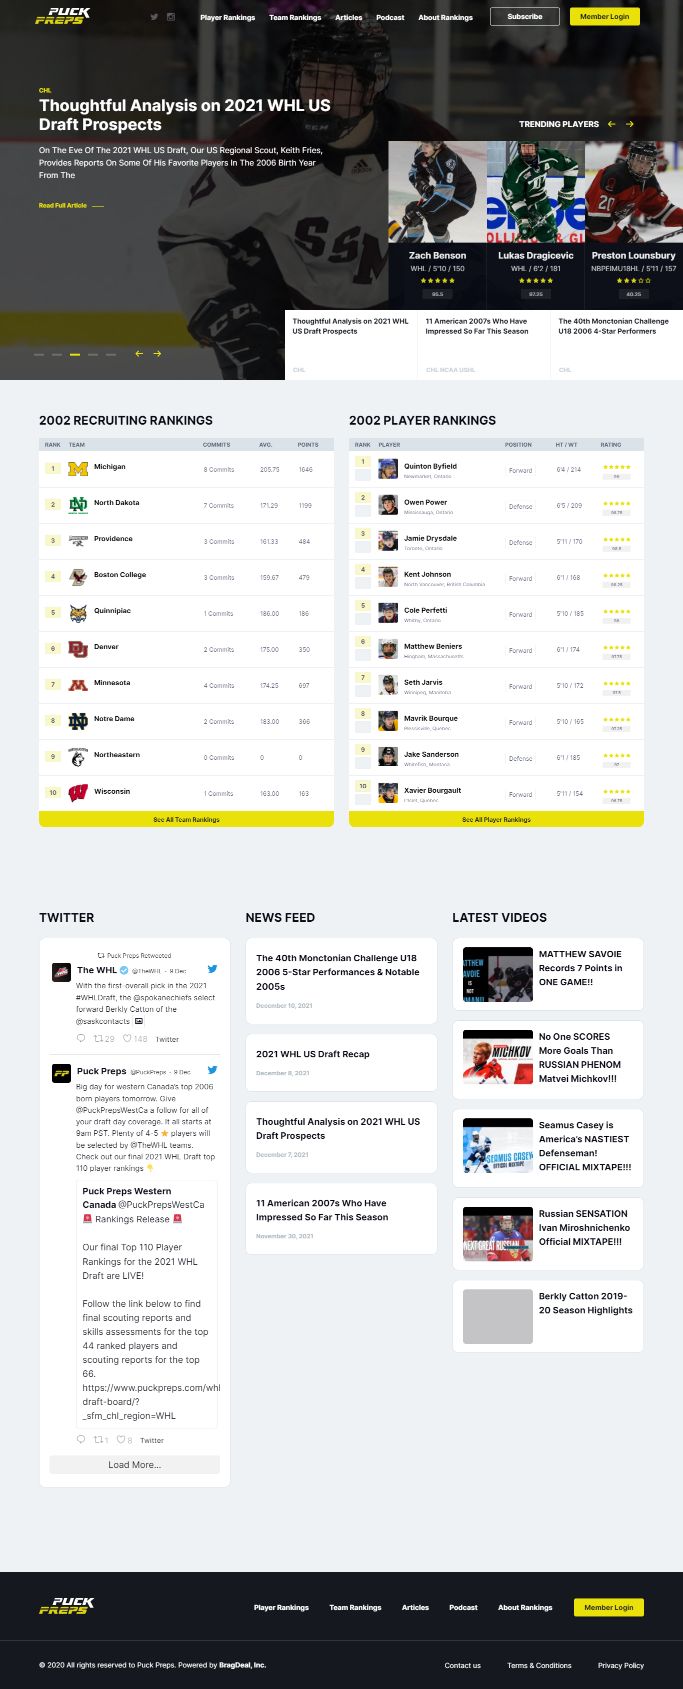 PUCK
PREPS
Player Rankings
Team Rankings
Articles
Podcast
About Rankings
Subscribe
Member Login
CHL
Thoughtful Analysis on 2021 WHL US
Draft Prospects
On The Eve Of The 2021 WHL US Draft, Our US Regional Scout, Keith Fries,
Provides Reports On Some Of His Favorite Players In The 2006 Birth Year
From The
Read Full Article
TRENDING PLAYERS
Zach Benson
WHL / 5'10 / 150
95.5
Lukas Dragicevic
WHL / 6'2 / 181
97.25
Preston Lounsbury
NBPEIMU18HL / 5'11 / 157
40.25
Thoughtful Analysis on 2021 WHL
US Draft Prospects
CHL
11 American 2007s Who Have
Impressed So Far This Season
CHL NCAA USHL
The 40th Monctonian Challenge
U18 2006 4-Star Performers
CHL
2002 RECRUITING RANKINGS
RANK TEAM COMMITS AVG. POINTS
1 Michigan 8 Commits 205.75 1646
2 North Dakota 7 Commits 171.29 1199
3 Providence 3 Commits 161.33 484
4 Boston College 3 Commits 159.67 479
5 Quinnipiac 1 Commits 186.00 186
6 Denver 2 Commits 175.00 350
7 Minnesota 4 Commits 174.25 697
8 Notre Dame 2 Commits 183.00 366
9 Northeastern 0 Commits 0 0
10 Wisconsin 1 Commits 163.00 163
See All Team Rankings
2002 PLAYER RANKINGS
RANK PLAYER POSITION HT / WT RATING
1 Quinton Byfield Forward 6'4 / 214
Newmarket, Ontario
2 Owen Power Defense 6'5 / 209
Mississauga, Ontario
3 Jamie Drysdale Defense 5'11 / 170
Toronto, Ontario
4 Kent Johnson Forward 6'1 / 168
North Vancouver, British Columbia
5 Cole Perfetti Forward 5'10 / 185
Whitby, Ontario
6 Matthew Beniers Forward 6'1 / 174
Hingham, Massachusetts
7 Seth Jarvis Forward 5'10 / 172
Winnipeg, Manitoba
8 Mavrik Bourque Forward 5'10 / 165
Plessisville, Quebec
9 Jake Sanderson Defense 6'1 / 185
Whitefish, Montana
10 Xavier Bourgault Forward 5'11 / 154
L'Islet, Quebec
See All Player Rankings
TWITTER
Puck Preps Retweeted
The WHL @TheWHL · 9 Dec
With the first-overall pick in the 2021
#WHLDraft, the @spokanechiefs select
forward Berkly Catton of the
@saskcontacts
29 148 Twitter
Puck Preps @PuckPreps · 9 Dec
Big day for western Canada's top 2006
born players tomorrow. Give
@PuckPrepsWestCa a follow for all of
your draft day coverage. It all starts at
9am PST. Plenty of 4-5 ⭐ players will
be selected by @TheWHL teams.
Check out our final 2021 WHL Draft top
110 player rankings 👇
Puck Preps Western
Canada @PuckPrepsWestCa
🚨 Rankings Release 🚨
Our final Top 110 Player
Rankings for the 2021 WHL
Draft are LIVE!
Follow the link below to find
final scouting reports and
skills assessments for the top
44 ranked players and
scouting reports for the top
66.
https://www.puckpreps.com/whl
draft-board/?
_sfm_chl_region=WHL
1 8 Twitter
Load More...
NEWS FEED
The 40th Monctonian Challenge U18
2006 5-Star Performances & Notable
2005s
December 10, 2021
2021 WHL US Draft Recap
December 8, 2021
Thoughtful Analysis on 2021 WHL US
Draft Prospects
December 7, 2021
11 American 2007s Who Have
Impressed So Far This Season
November 30, 2021
LATEST VIDEOS
MATTHEW SAVOIE
Records 7 Points in
ONE GAME!!
No One SCORES
More Goals Than
RUSSIAN PHENOM
Matvei Michkov!!!
MICHKOV
Seamus Casey is
America's NASTIEST
Defenseman!
OFFICIAL MIXTAPE!!!
SEAMUS CASEY
OFFICIAL MIXTAPE
Russian SENSATION
Ivan Miroshnichenko
Official MIXTAPE!!!
NEXT GREAT RUSSIAN
Berkly Catton 2019-
20 Season Highlights
PUCK
PREPS
Player Rankings
Team Rankings
Articles
Podcast
About Rankings
Member Login
© 2020 All rights reserved to Puck Preps. Powered by BragDeal, Inc.
Contact us
Terms & Conditions
Privacy Policy